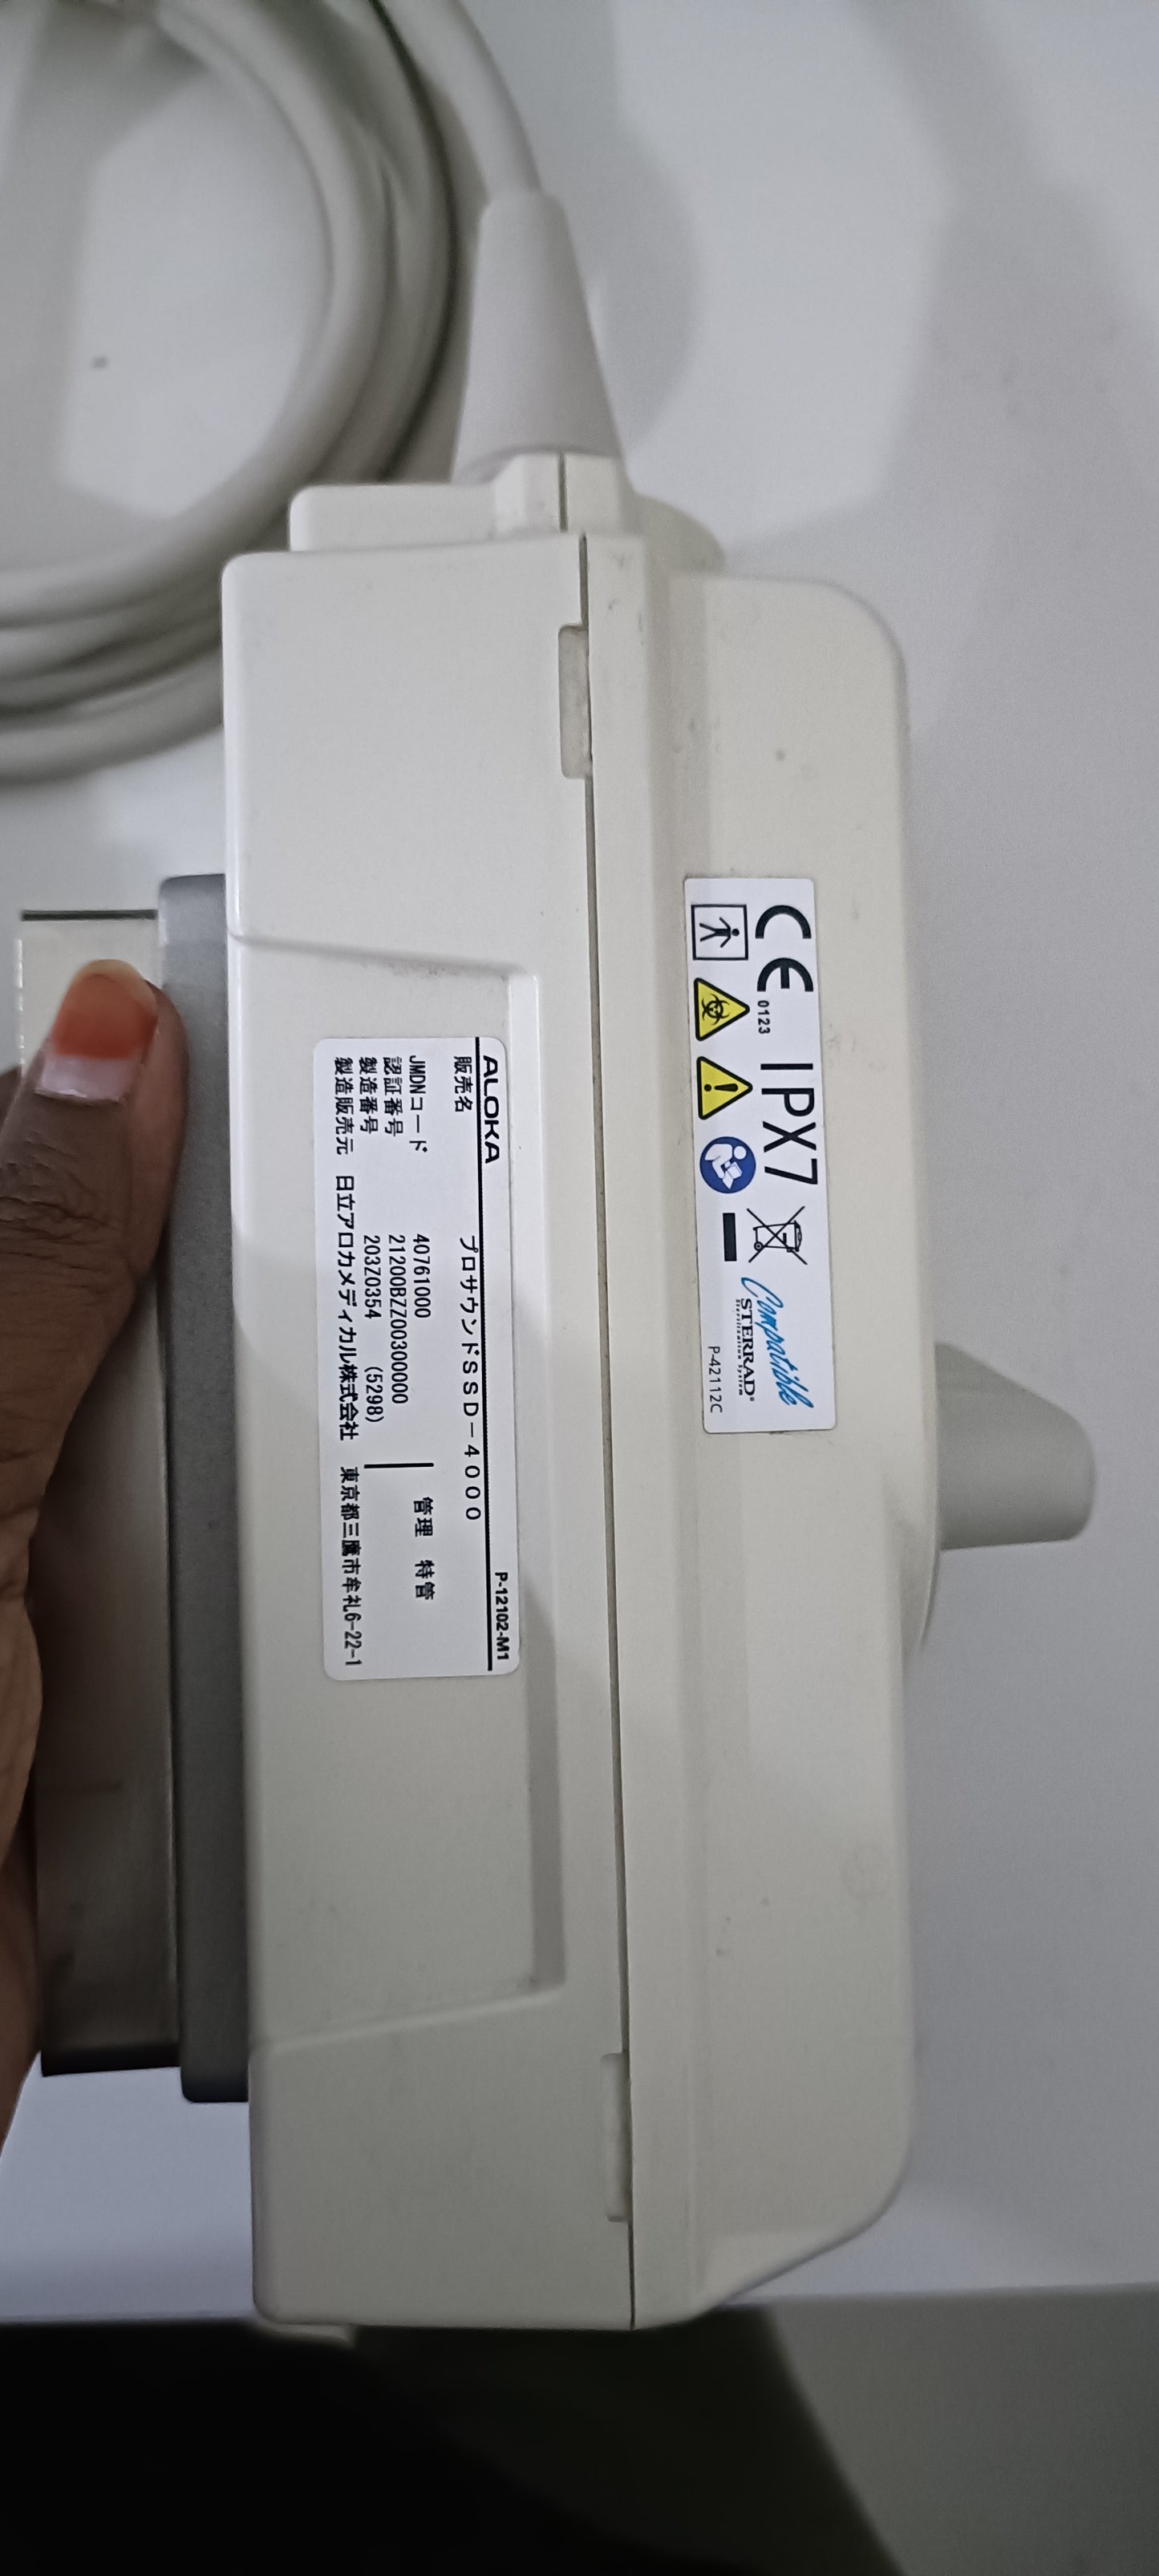 CE 0123 IPX7 Compatible
STERRAD®
Sterilization System
P-42112C
ALOKA P-12102-M1
販売名 プロサウンドSSD-4000
JMDNコード 40761000 管理 特管
認証番号 21200BZZ00300000
製造番号 203Z0354 (5298)
製造販売元 日立アロカメディカル株式会社 東京都三鷹市牟礼6-22-1